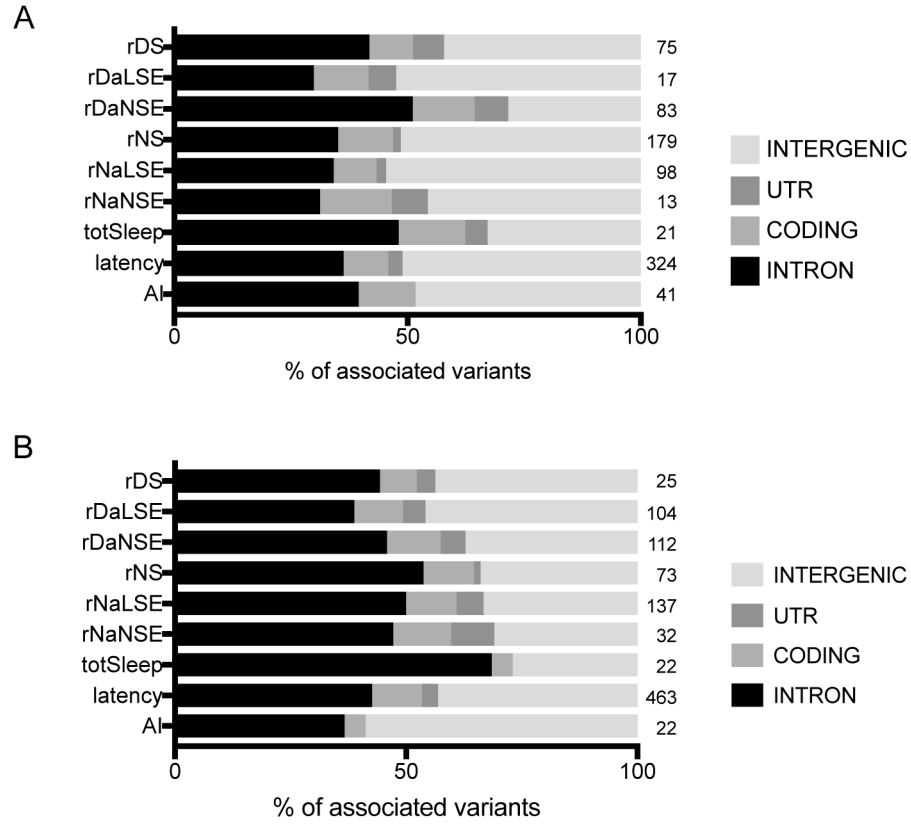 A
rDS 75
rDaLSE 17
rDaNSE 83
rNS 179
rNaLSE 98
rNaNSE 13
totSleep 21
latency 324
AI 41
0 50 100
% of associated variants
INTERGENIC
UTR
CODING
INTRON
B
rDS 25
rDaLSE 104
rDaNSE 112
rNS 73
rNaLSE 137
rNaNSE 32
totSleep 22
latency 463
AI 22
0 50 100
% of associated variants
INTERGENIC
UTR
CODING
INTRON